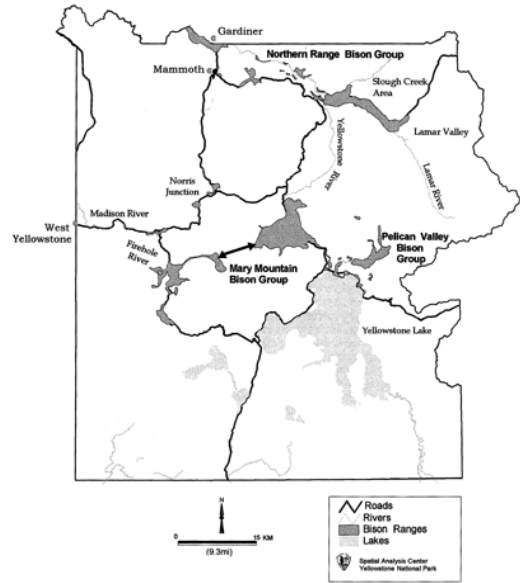 Gardiner
Northern Range Bison Group
Mammoth
Slough Creek
Area
Yellowstone
River
Lamar Valley
Lamar River
Norris
Junction
Madison River
West
Yellowstone
Firehole
River
Pelican Valley
Bison
Group
Mary Mountain
Bison Group
Yellowstone Lake
N
0
15 KM
(9.3mi)
Roads
Rivers
Bison Ranges
Lakes
Spatial Analysis Center
Yellowstone National Park